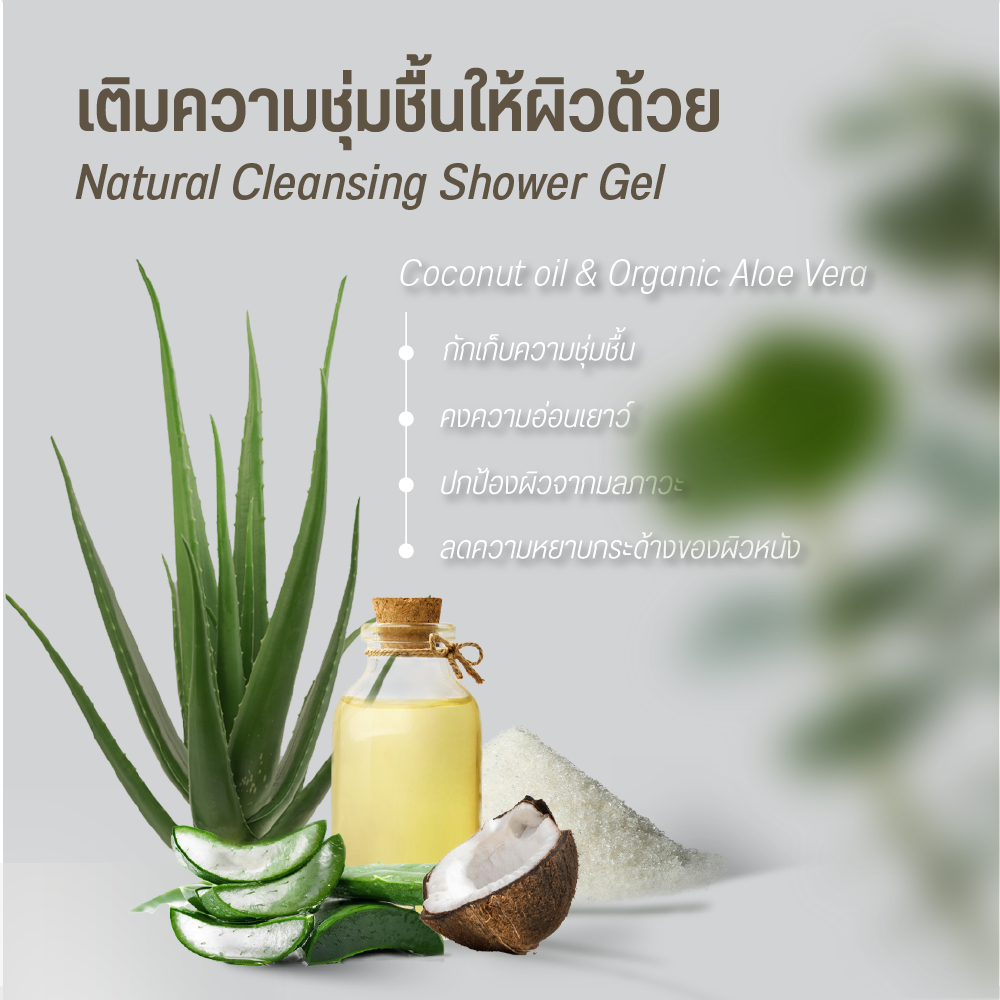 เติมความชุ่มชื้นให้ผิวด้วย
Natural Cleansing Shower Gel
Coconut oil & Organic Aloe Vera
กักเก็บความชุ่มชื้น
คงความอ่อนเยาว์
ปกป้องผิวจากมลภาวะ
ลดความหยาบกระด้างของผิวหนัง